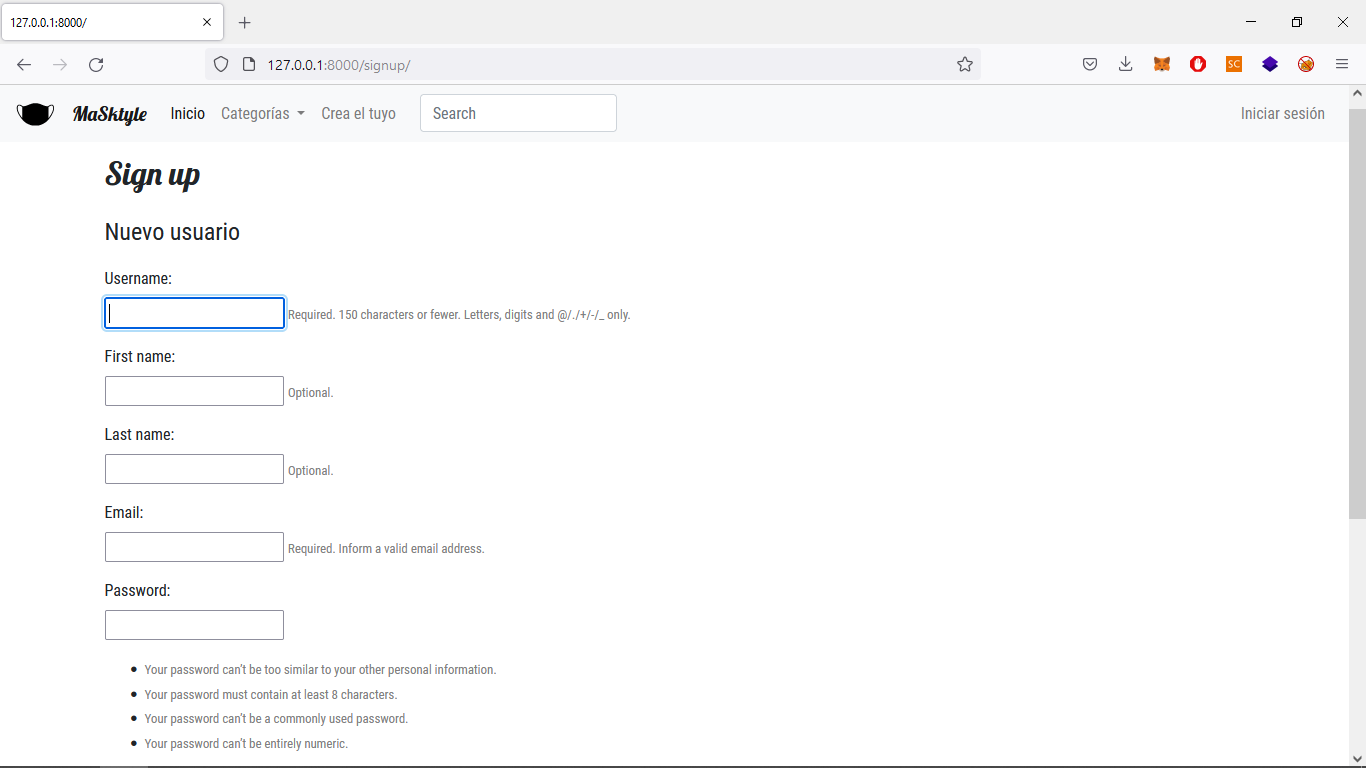 127.0.0.1:8000/
127.0.0.1:8000/signup/
SC
MaSktyle Inicio Categorías Crea el tuyo Search Iniciar sesión
Sign up
Nuevo usuario
Username:
Required. 150 characters or fewer. Letters, digits and @/./+/-/_ only.
First name:
Optional.
Last name:
Optional.
Email:
Required. Inform a valid email address.
Password:
Your password can't be too similar to your other personal information.
Your password must contain at least 8 characters.
Your password can't be a commonly used password.
Your password can't be entirely numeric.